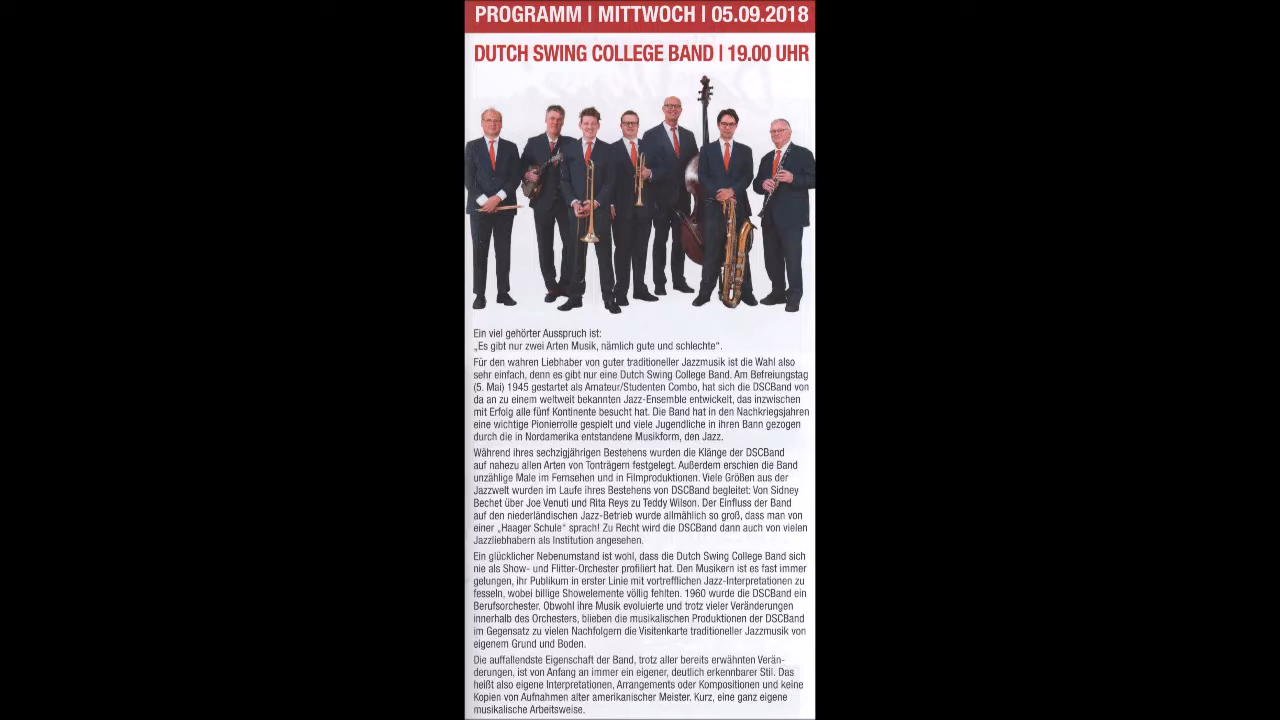 PROGRAMM | MITTWOCH | 05.09.2018
DUTCH SWING COLLEGE BAND | 19.00 UHR
Ein viel gehörter Ausspruch ist:
„Es gibt nur zwei Arten Musik, nämlich gute und schlechte“.
Für den wahren Liebhaber von guter traditioneller Jazzmusik ist die Wahl also
sehr einfach, denn es gibt nur eine Dutch Swing College Band. Am Befreiungstag
(5. Mai) 1945 gestartet als Amateur/Studenten Combo, hat sich die DSCBand von
da an zu einem weltweit bekannten Jazz-Ensemble entwickelt, das inzwischen
mit Erfolg alle fünf Kontinente besucht hat. Die Band hat in den Nachkriegsjahren
eine wichtige Pionierrolle gespielt und viele Jugendliche in ihren Bann gezogen
durch die in Nordamerika entstandene Musikform, den Jazz.
Während ihres sechzigjährigen Bestehens wurden die Klänge der DSCBand
auf nahezu allen Arten von Tonträgern festgelegt. Außerdem erschien die Band
unzählige Male im Fernsehen und in Filmproduktionen. Viele Größen aus der
Jazzwelt wurden im Laufe ihres Bestehens von DSCBand begleitet: Von Sidney
Bechet über Joe Venuti und Rita Reys zu Teddy Wilson. Der Einfluss der Band
auf den niederländischen Jazz-Betrieb wurde allmählich so groß, dass man von
einer „Haager Schule“ sprach! Zu Recht wird die DSCBand dann auch von vielen
Jazzliebhabern als Institution angesehen.
Ein glücklicher Nebenumstand ist wohl, dass die Dutch Swing College Band sich
nie als Show- und Flitter-Orchester profiliert hat. Den Musikern ist es fast immer
gelungen, ihr Publikum in erster Linie mit vortrefflichen Jazz-Interpretationen zu
fesseln, wobei billige Showelemente völlig fehlten. 1960 wurde die DSCBand ein
Berufsorchester. Obwohl ihre Musik evoluierte und trotz vieler Veränderungen
innerhalb des Orchesters, blieben die musikalischen Produktionen der DSCBand
im Gegensatz zu vielen Nachfolgern die Visitenkarte traditioneller Jazzmusik von
eigenem Grund und Boden.
Die auffallendste Eigenschaft der Band, trotz aller bereits erwähnten Verän-
derungen, ist von Anfang an immer ein eigener, deutlich erkennbarer Stil. Das
heißt also eigene Interpretationen, Arrangements oder Kompositionen und keine
Kopien von Aufnahmen alter amerikanischer Meister. Kurz, eine ganz eigene
musikalische Arbeitsweise.